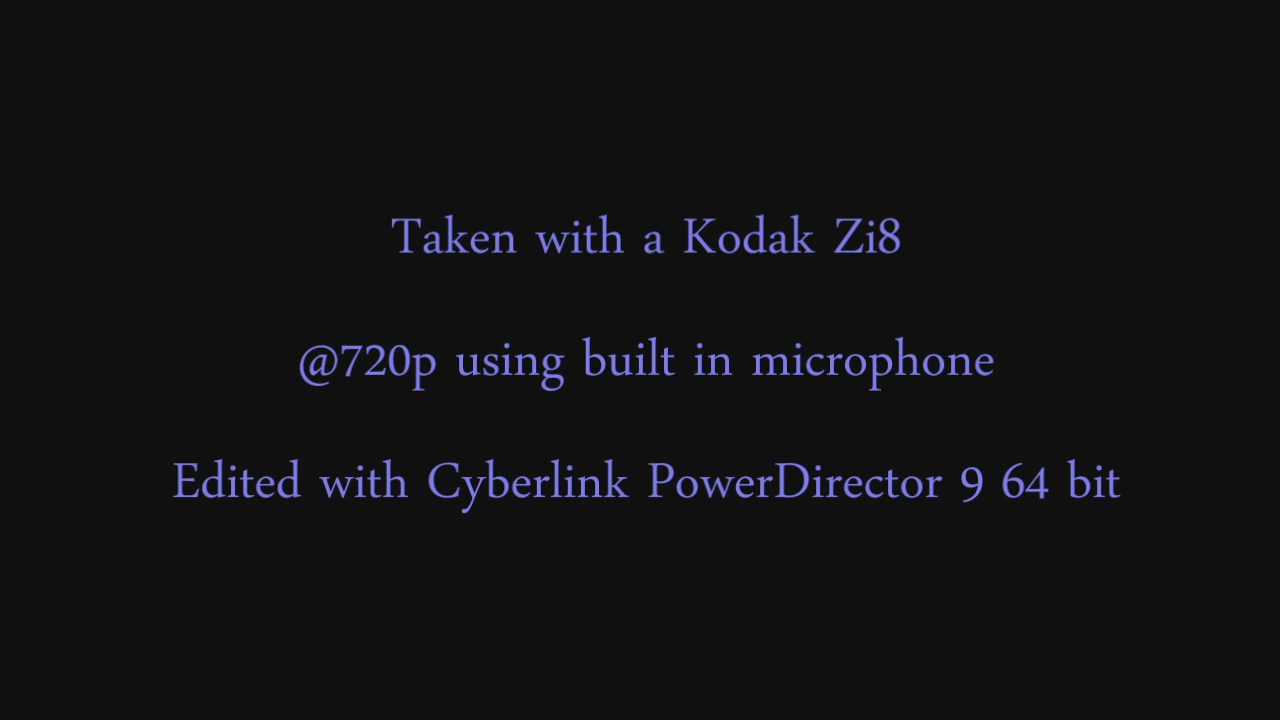 Taken with a Kodak Zi8
@720p using built in microphone
Edited with Cyberlink PowerDirector 9 64 bit